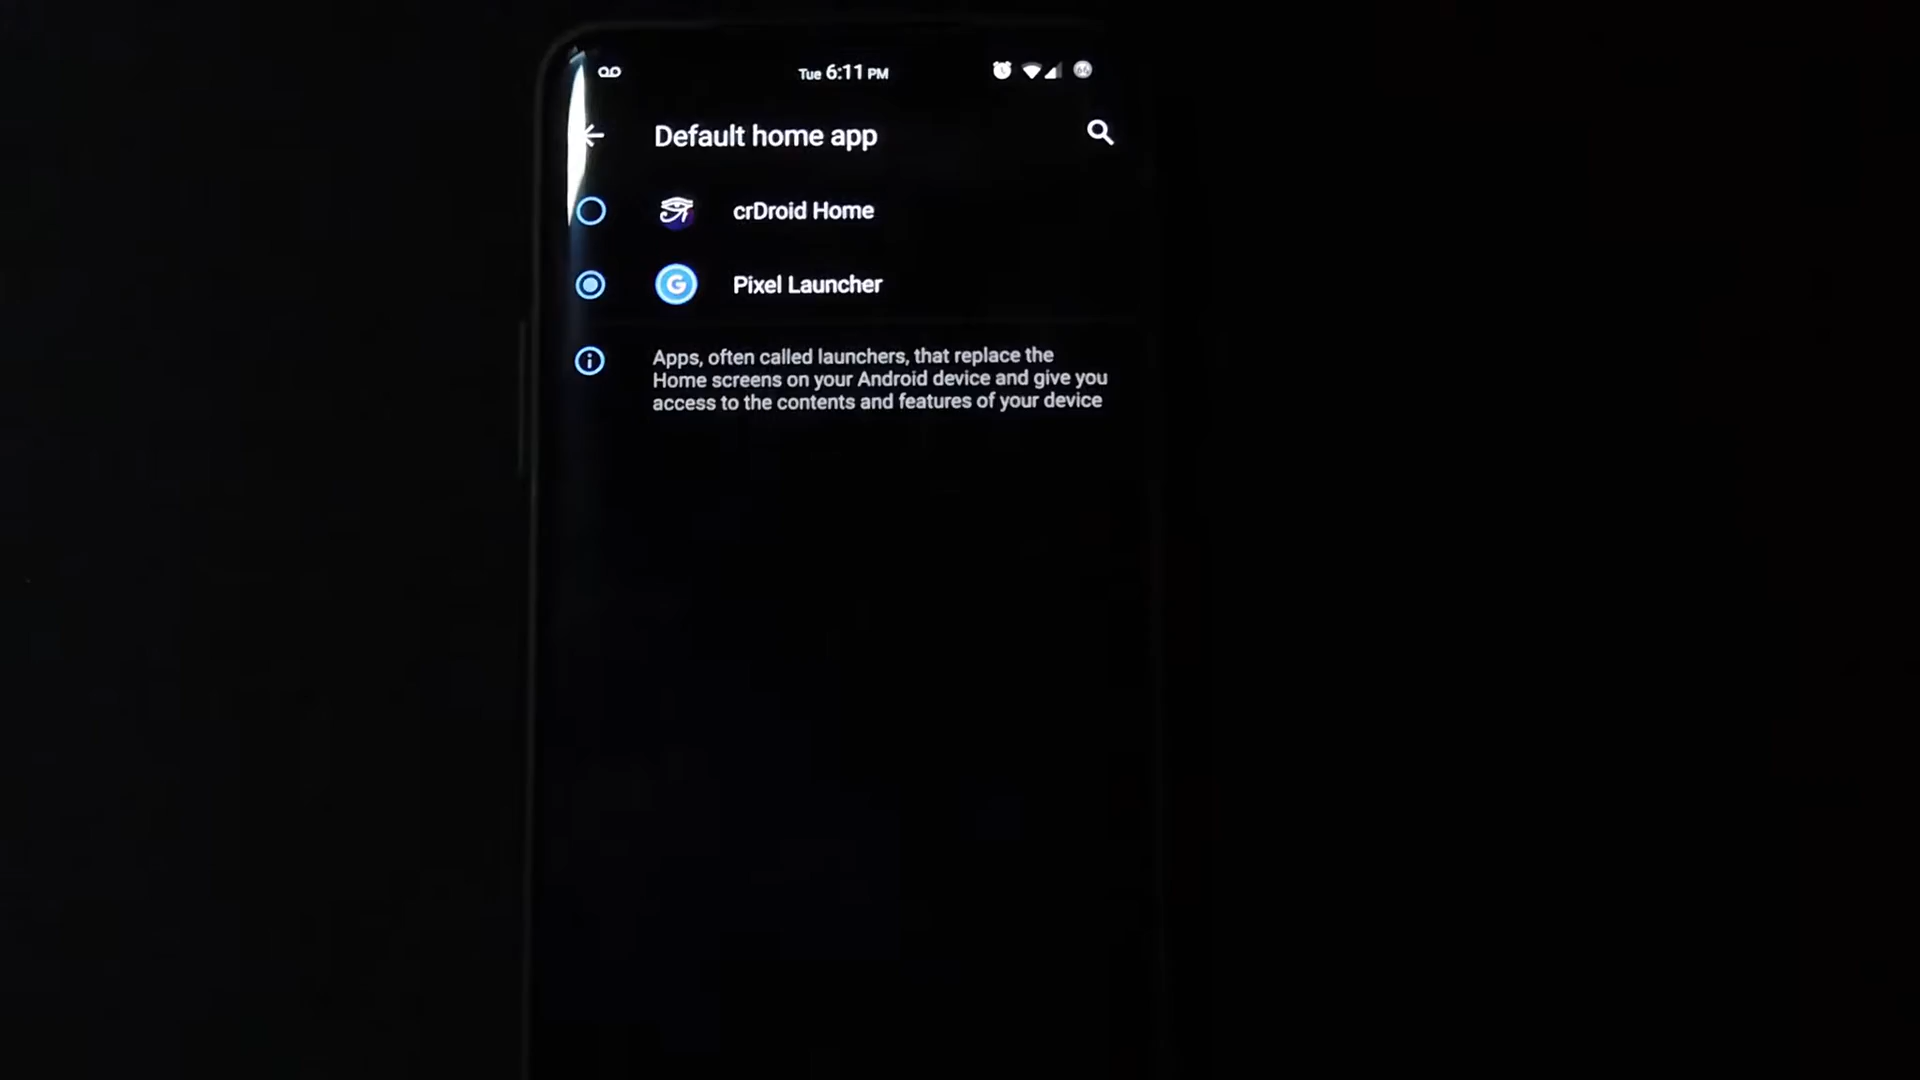 Tue 6:11 PM
Default home app
crDroid Home
G
Pixel Launcher
Apps, often called launchers, that replace the
Home screens on your Android device and give you
access to the contents and features of your device